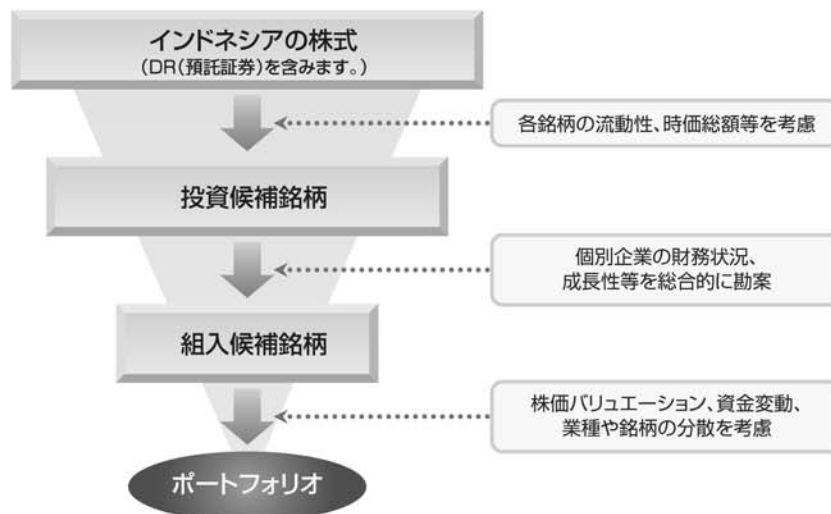 インドネシアの株式
（DR（預託証券）を含みます。）
各銘柄の流動性、時価総額等を考慮
投資候補銘柄
個別企業の財務状況、
成長性等を総合的に勘案
組入候補銘柄
株価バリュエーション、資金変動、
業種や銘柄の分散を考慮
ポートフォリオ